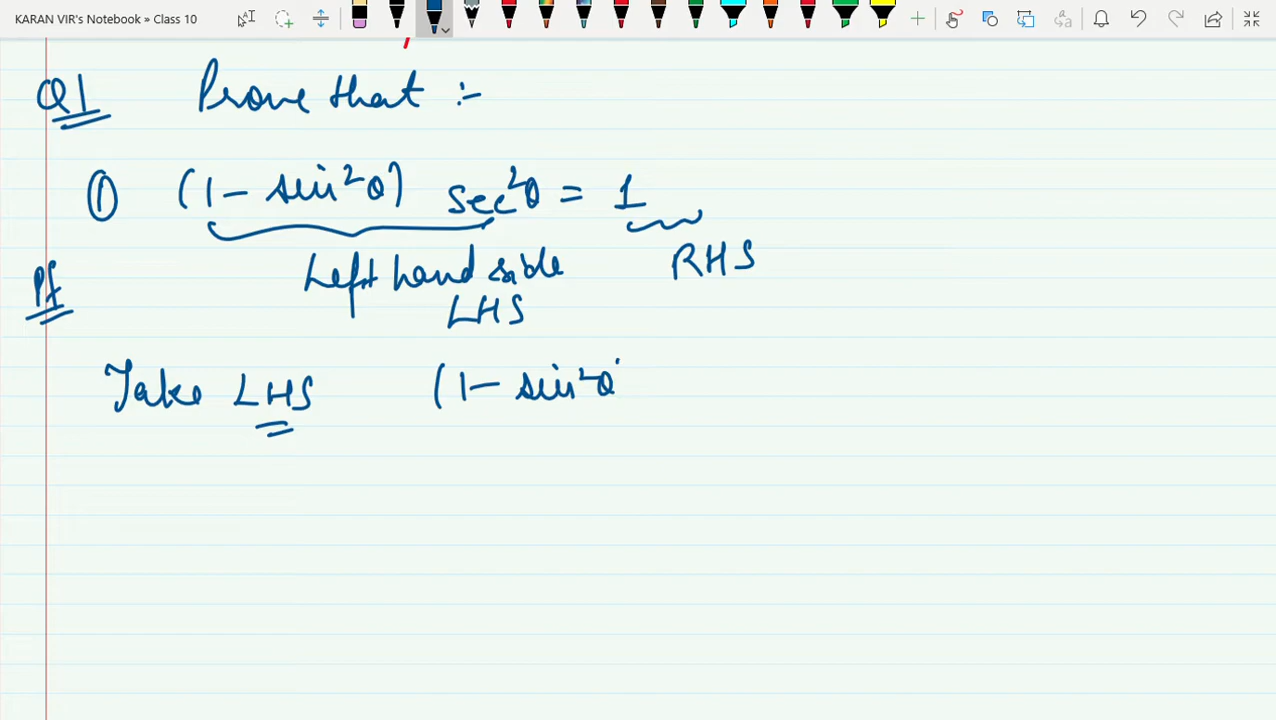 KARAN VIR's Notebook » Class 10
Q1 Prove that :-
① (1 - sin²θ) sec²θ = 1
Left hand side RHS
Pf
LHS
Take LHS (1 - sin²θ